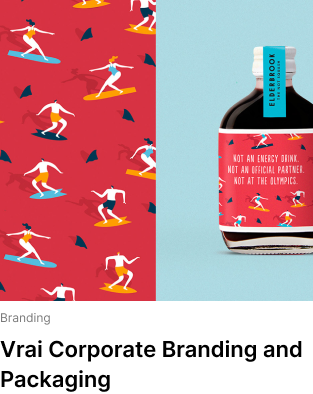 ELDERBROOK
NOT AN ENERGY DRINK.
NOT AN OFFICIAL PARTNER.
NOT AT THE OLYMPICS.
Branding
Vrai Corporate Branding and
Packaging